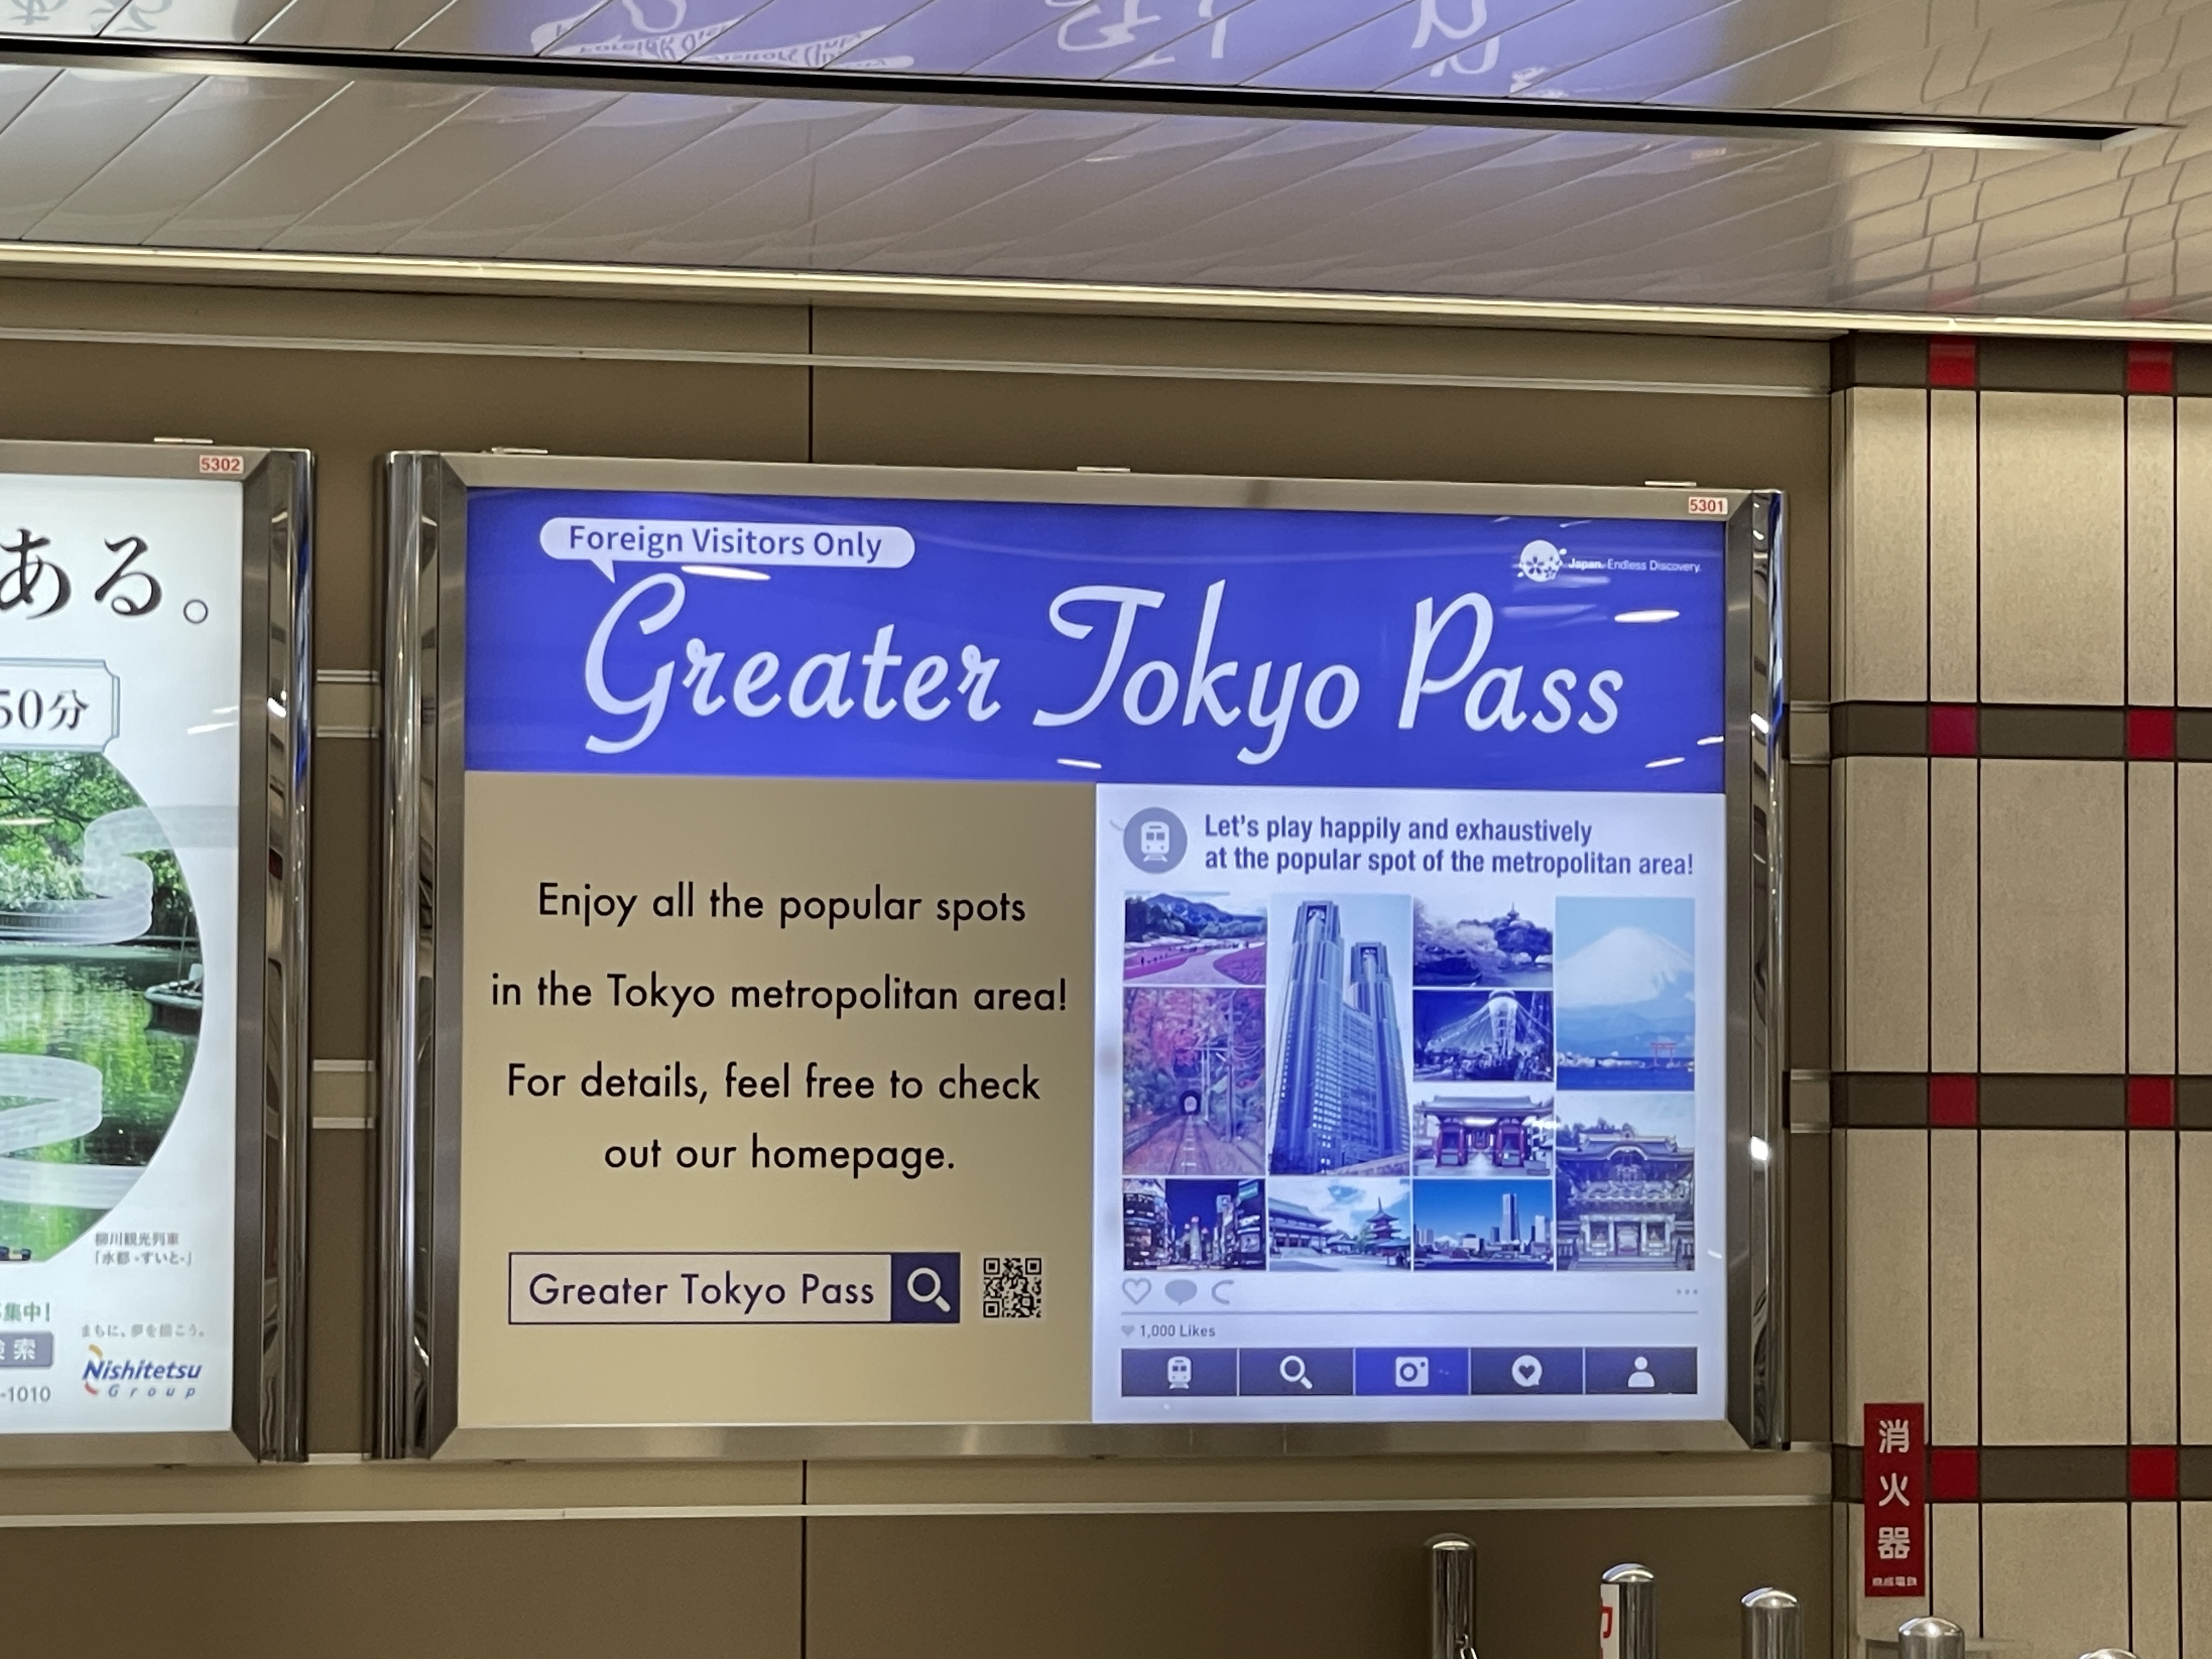 5302
ある。
50分
柳川観光列車
「水都 -すいと-」
集中!
索
まちに、夢を描こう。
-1010
Nishitetsu
Group
5301
Foreign Visitors Only
Japan. Endless Discovery.
Greater Tokyo Pass
Enjoy all the popular spots
in the Tokyo metropolitan area!
For details, feel free to check
out our homepage.
Greater Tokyo Pass
Let's play happily and exhaustively
at the popular spot of the metropolitan area!
1,000 Likes
消火器